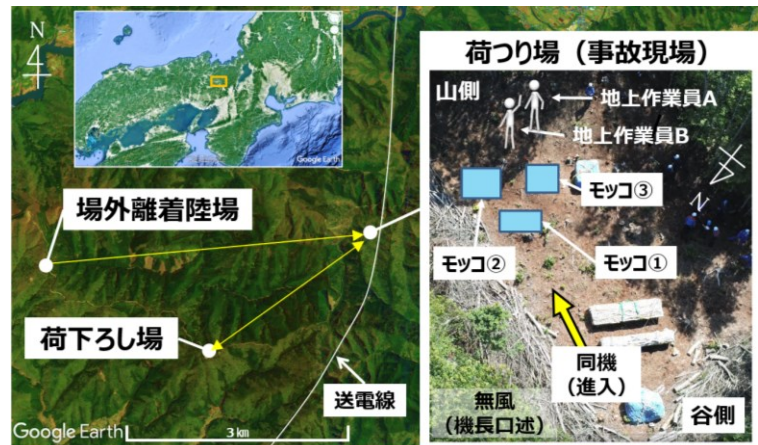 N
Google Earth
場外離着陸場
荷下ろし場
送電線
Google Earth
3㎞
荷つり場（事故現場）
山側
地上作業員A
地上作業員B
モッコ③
モッコ②
モッコ①
N
同機
（進入）
無風
（機長口述）
谷側